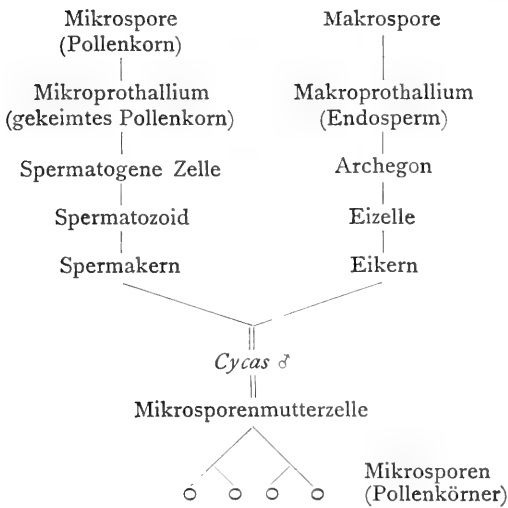 Mikrospore
(Pollenkorn)
Makrospore
Mikroprothallium
(gekeimtes Pollenkorn)
Makroprothallium
(Endosperm)
Spermatogene Zelle
Archegon
Spermatozoid
Eizelle
Spermakern
Eikern
Cycas ♂
Mikrosporenmutterzelle
Mikrosporen
(Pollenkörner)